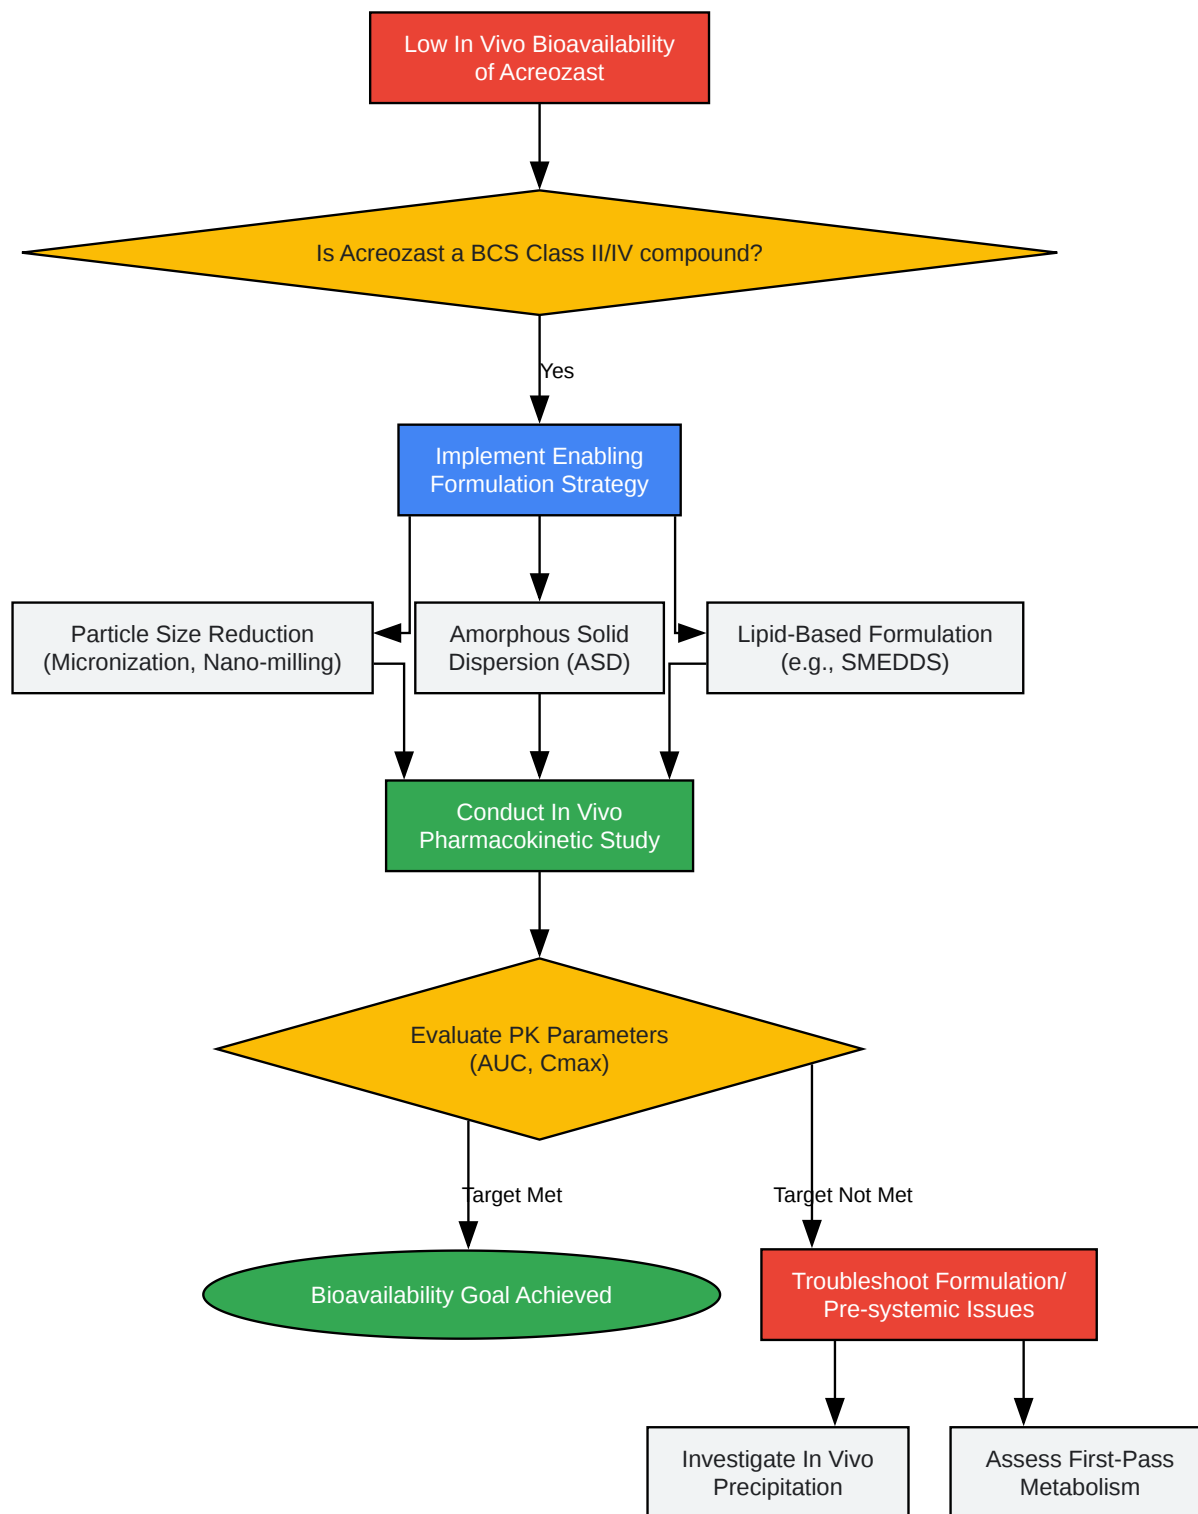 Low In Vivo Bioavailability
of Acreozast
Is Acreozast a BCS Class II/IV compound?
Yes
Implement Enabling
Formulation Strategy
Particle Size Reduction
(Micronization, Nano-milling)
Amorphous Solid
Dispersion (ASD)
Lipid-Based Formulation
(e.g., SMEDDS)
Conduct In Vivo
Pharmacokinetic Study
Evaluate PK Parameters
(AUC, Cmax)
Target Met
Target Not Met
Bioavailability Goal Achieved
Troubleshoot Formulation/
Pre-systemic Issues
Investigate In Vivo
Precipitation
Assess First-Pass
Metabolism